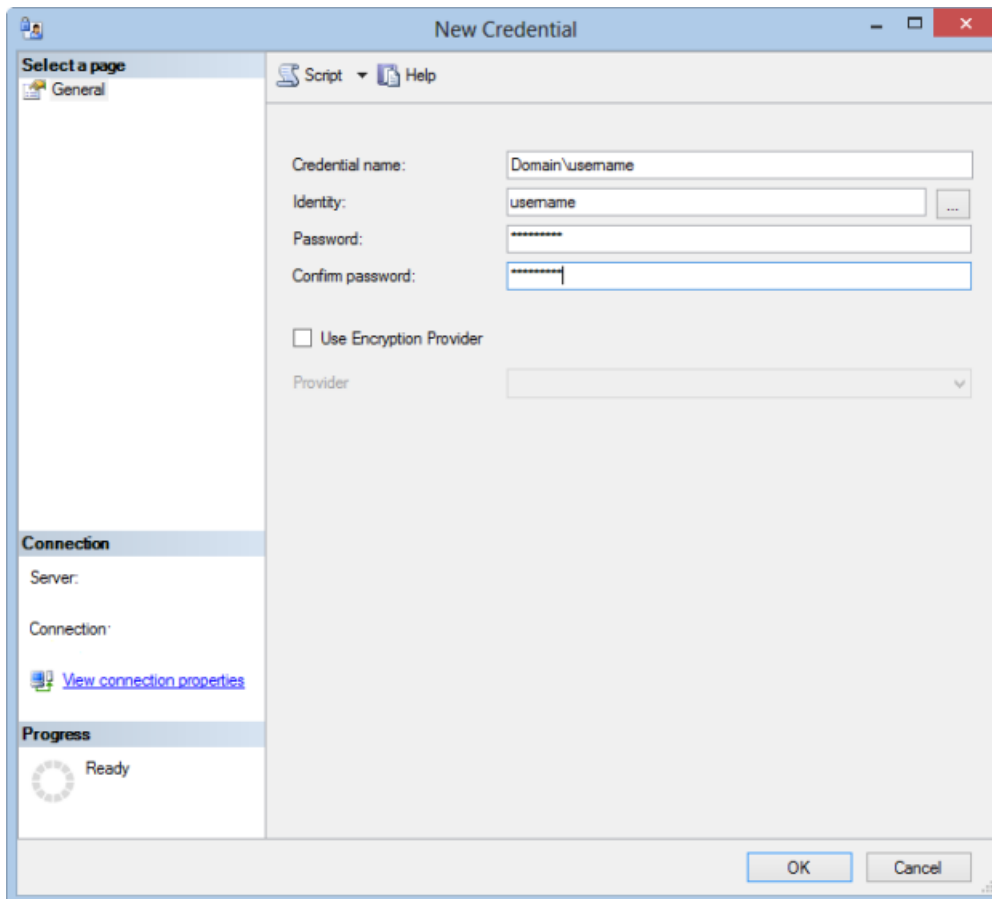 New Credential
Select a page
General
Script Help
Credential name: Domain\username
Identity: username ...
Password: *********
Confirm password: *********
Use Encryption Provider
Provider
Connection
Server:
Connection:
View connection properties
Progress
Ready
OK Cancel